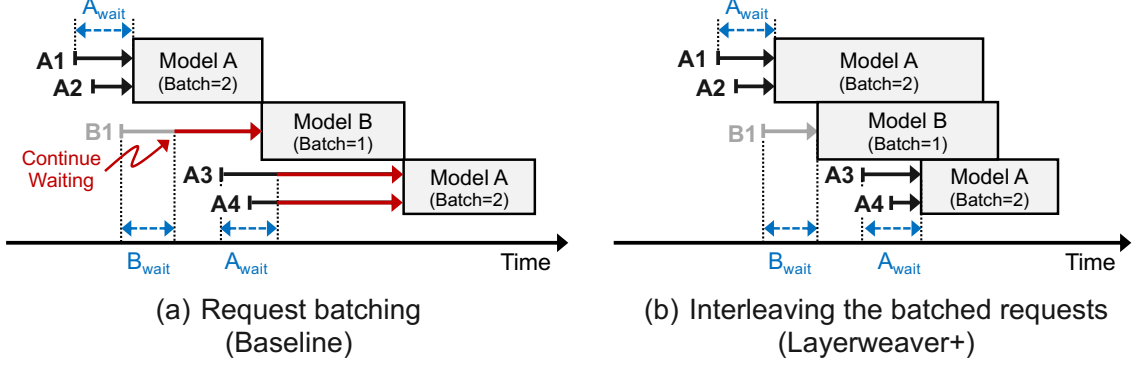 A_wait
A1
A2
Model A
(Batch=2)
B1
Model B
(Batch=1)
Continue
Waiting
A3
A4
Model A
(Batch=2)
B_wait
A_wait
Time
(a) Request batching
(Baseline)
A_wait
A1
A2
Model A
(Batch=2)
B1
Model B
(Batch=1)
A3
A4
Model A
(Batch=2)
B_wait
A_wait
Time
(b) Interleaving the batched requests
(Layerweaver+)